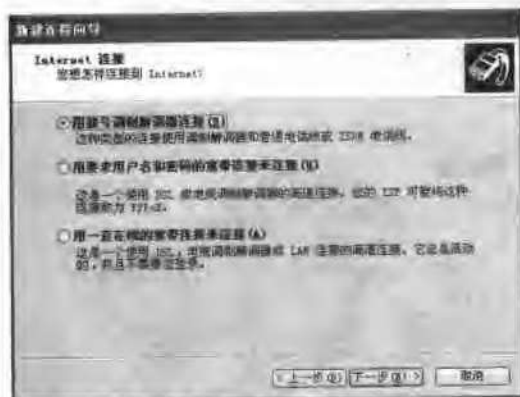 新建连接向导
Internet 连接
您想怎样连接到 Internet?
用拨号调制解调器连接(D)
这种类型的连接使用调制解调器和普通电话线或 ISDN 电话线。
用要求用户名和密码的宽带连接来连接(U)
这是一个使用 DSL 或电缆调制解调器的高速连接。您的 ISP 可能将这种
连接称为 PPPoE。
用一直在线的宽带连接来连接(A)
这是一个使用 DSL、电缆调制解调器或 LAN 连接的高速连接。它总是活动
的，并且不需要您登录。
<上一步(B) 下一步(N)> 取消